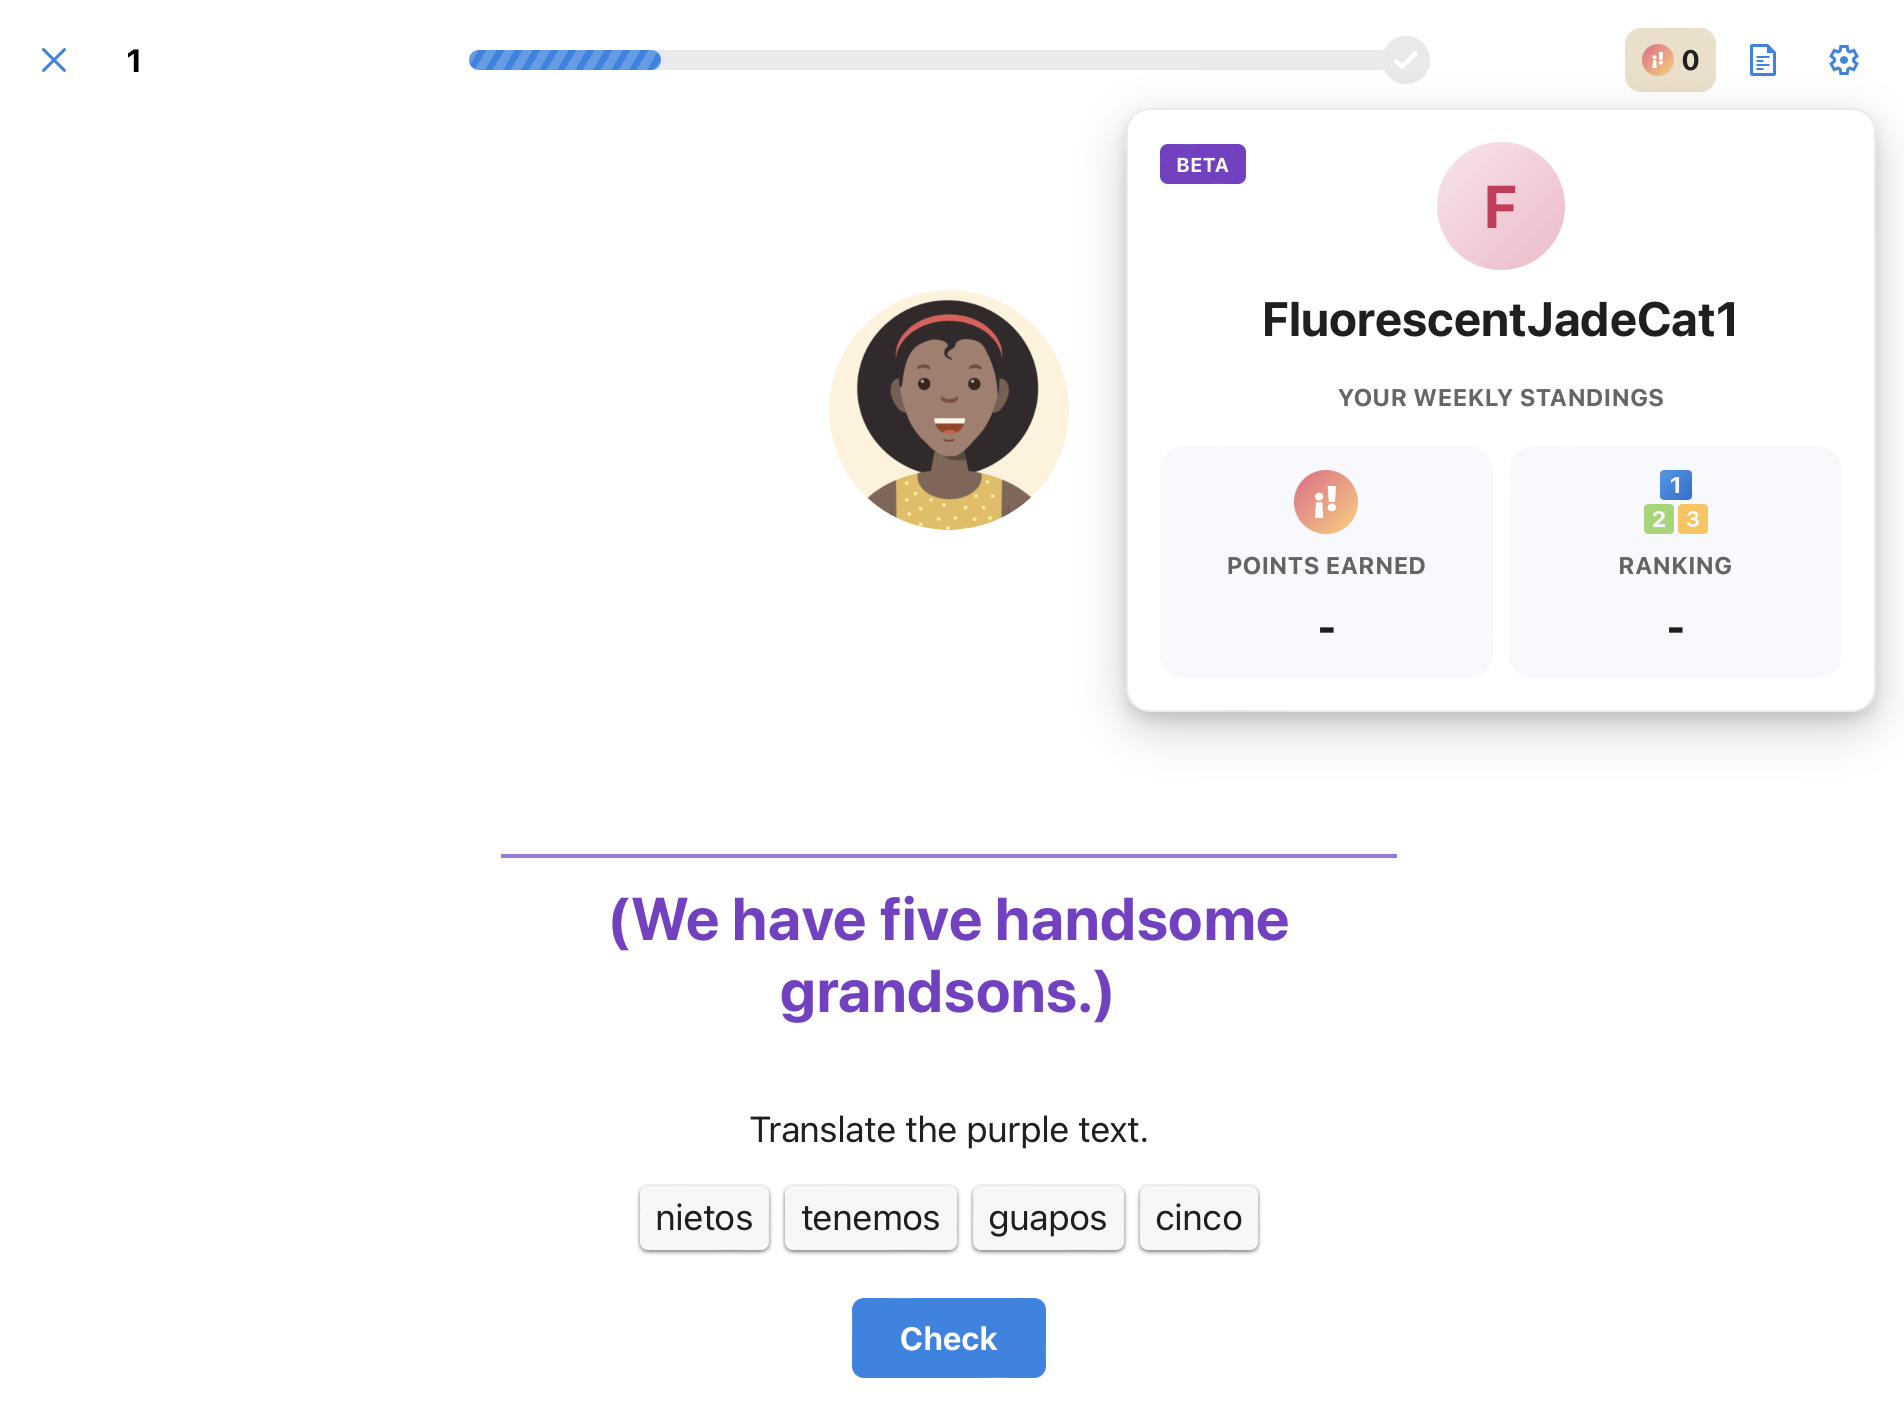 1
0
BETA
F
FluorescentJadeCat1
YOUR WEEKLY STANDINGS
¡!
POINTS EARNED
-
1
2 3
RANKING
-
(We have five handsome
grandsons.)
Translate the purple text.
nietos tenemos guapos cinco
Check